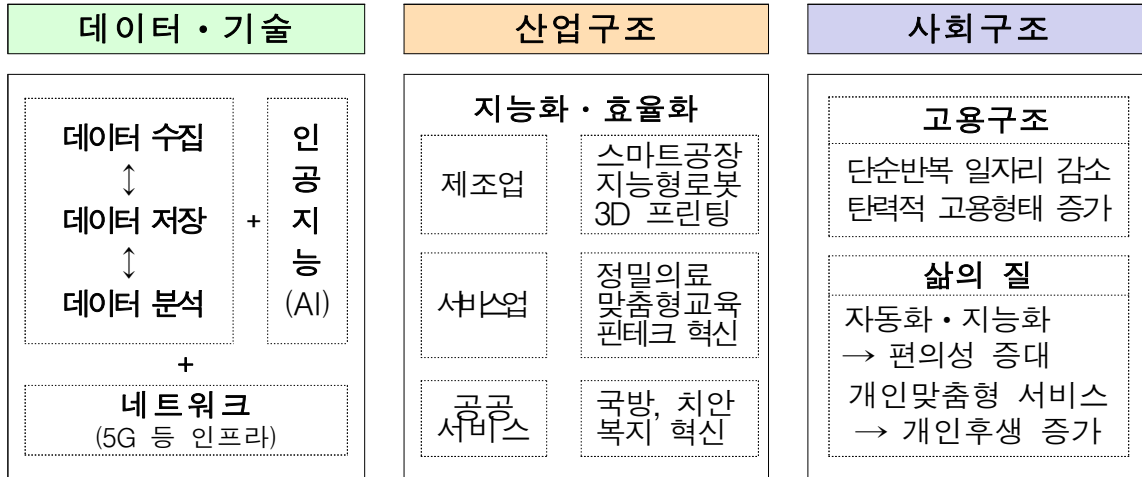 데이터・기술
데이터 수집
↕
데이터 저장
↕
데이터 분석
+
인
공
지
능
(AI)
+
네트워크
(5G 등 인프라)
산업구조
지능화・효율화
제조업
스마트공장
지능형로봇
3D 프린팅
서비스업
정밀의료
맞춤형교육
핀테크 혁신
공공
서비스
국방, 치안
복지 혁신
사회구조
고용구조
단순반복 일자리 감소
탄력적 고용형태 증가
삶의 질
자동화・지능화
→ 편의성 증대
개인맞춤형 서비스
→ 개인후생 증가